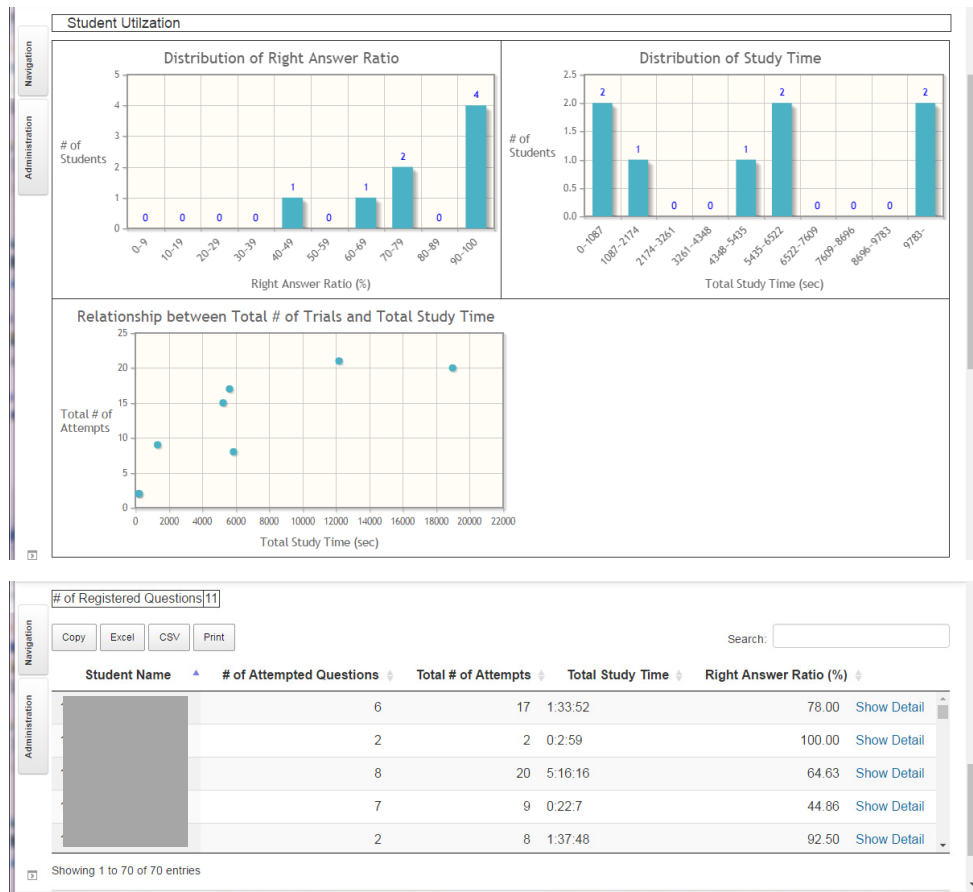 Student Utilzation
Navigation
Administration
Distribution of Right Answer Ratio
5
4
3
2
1
0
# of
Students
0 0 0 0 1 0 1 2 0 4
0-9 10-19 20-29 30-39 40-49 50-59 60-69 70-79 80-89 90-100
Right Answer Ratio (%)
Distribution of Study Time
2.5
2.0
1.5
1.0
0.5
0.0
# of
Students
2 1 0 0 1 2 0 0 0 2
0-1087 1087-2174 2174-3261 3261-4348 4348-5435 5435-6522 6522-7609 7609-8696 8696-9783 9783-
Total Study Time (sec)
Relationship between Total # of Trials and Total Study Time
25
20
15
10
5
0
Total # of
Attempts
0 2000 4000 6000 8000 10000 12000 14000 16000 18000 20000 22000
Total Study Time (sec)
# of Registered Questions 11
Navigation
Administration
Copy Excel CSV Print Search:
Student Name # of Attempted Questions Total # of Attempts Total Study Time Right Answer Ratio (%)
6 17 1:33:52 78.00 Show Detail
2 2 0:2:59 100.00 Show Detail
8 20 5:16:16 64.63 Show Detail
7 9 0:22:7 44.86 Show Detail
2 8 1:37:48 92.50 Show Detail
Showing 1 to 70 of 70 entries